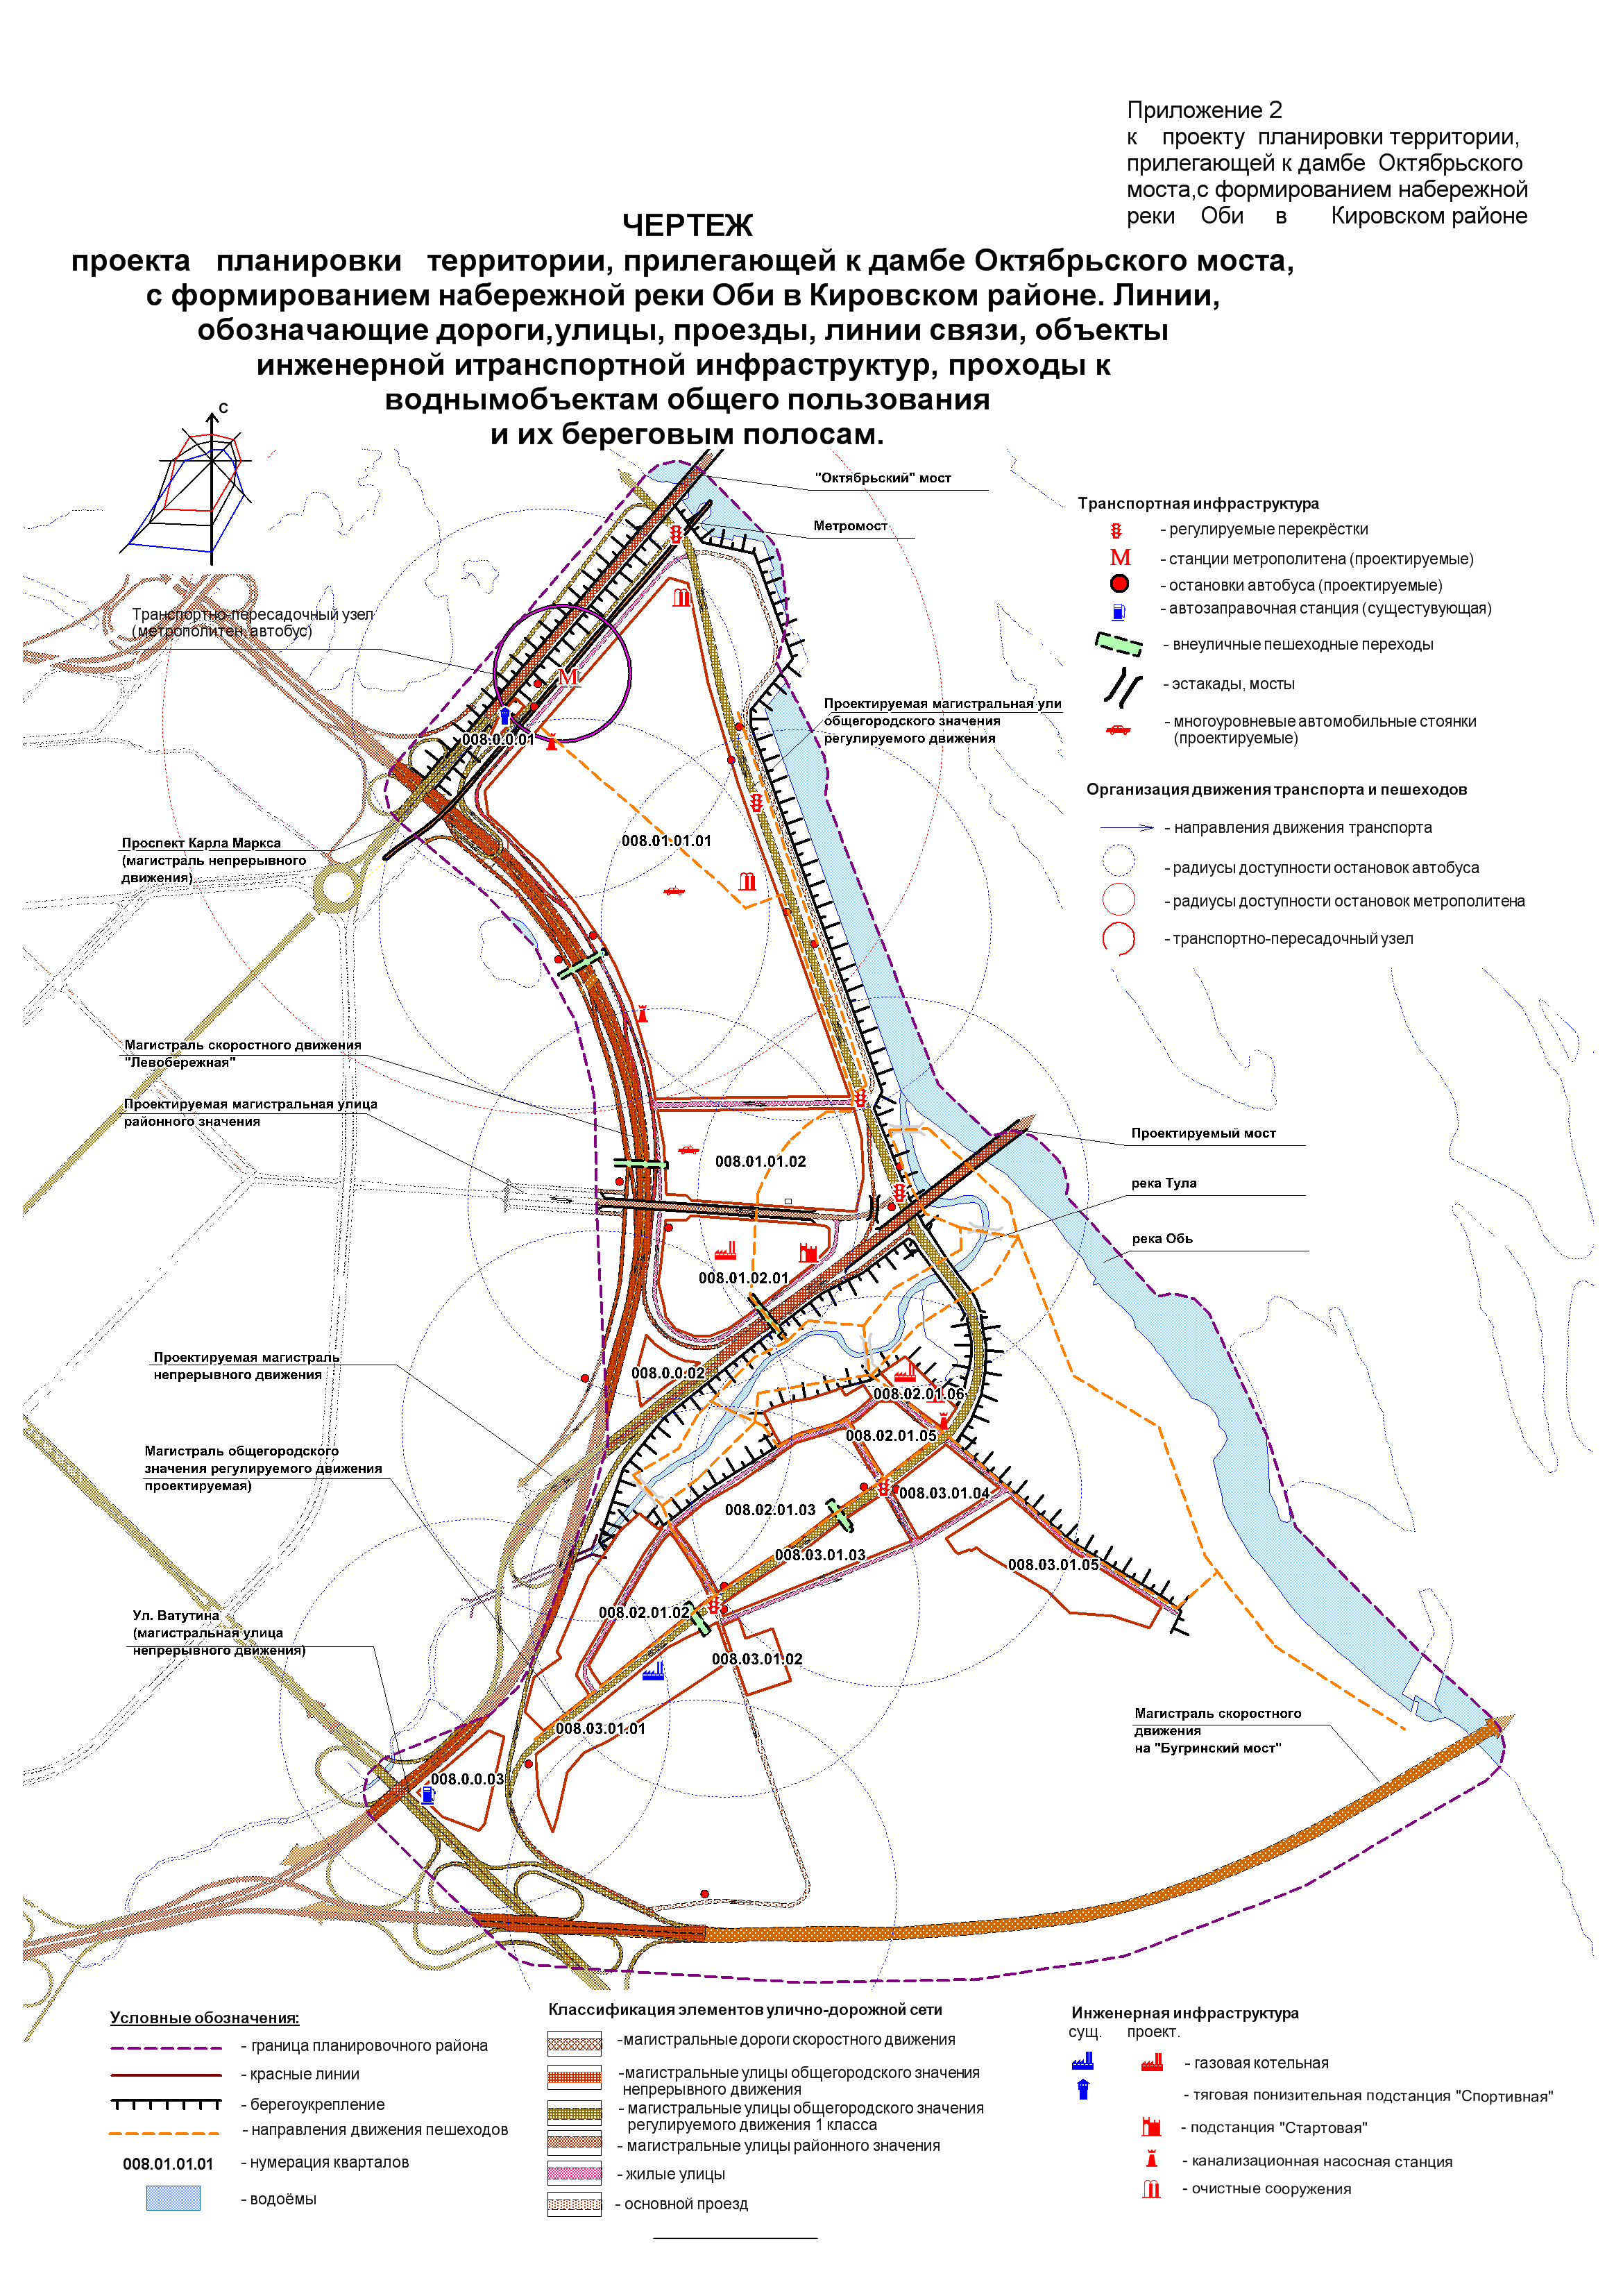 Приложение 2
к проекту планировки территории,
прилегающей к дамбе Октябрьского
моста,с формированием набережной
реки Оби в Кировском районе
ЧЕРТЕЖ
проекта планировки территории, прилегающей к дамбе Октябрьского моста,
с формированием набережной реки Оби в Кировском районе. Линии,
обозначающие дороги,улицы, проезды, линии связи, объекты
инженерной итранспортной инфраструктур, проходы к
воднымобъектам общего пользования
и их береговым полосам.
С
"Октябрьский" мост
Метромост
Транспортно-пересадочный узел
(метрополитен, автобус)
М
008.0.0.01
Проектируемая магистральная ули
общегородского значения
регулируемого движения
Проспект Карла Маркса
(магистраль непрерывного
движения)
008.01.01.01
Магистраль скоростного движения
"Левобережная"
Проектируемая магистральная улица
районного значения
Проектируемый мост
008.01.01.02
река Тула
река Обь
008.01.02.01
Проектируемая магистраль
непрерывного движения
008.0.0.02
008.02.01.06
008.02.01.05
Магистраль общегородского
значения регулируемого движения
проектируемая)
008.03.01.04
008.02.01.03
008.03.01.03
008.03.01.05
008.02.01.02
Ул. Ватутина
(магистральная улица
непрерывного движения)
008.03.01.02
008.03.01.01
Магистраль скоростного
движения
на "Бугринский мост"
008.0.0.03
Транспортная инфраструктура
- регулируемые перекрёстки
М - станции метрополитена (проектируемые)
- остановки автобуса (проектируемые)
- автозаправочная станция (сущестувующая)
- внеуличные пешеходные переходы
- эстакады, мосты
- многоуровневые автомобильные стоянки
(проектируемые)
Организация движения транспорта и пешеходов
- направления движения транспорта
- радиусы доступности остановок автобуса
- радиусы доступности остановок метрополитена
- транспортно-пересадочный узел
Условные обозначения:
- граница планировочного района
- красные линии
- берегоукрепление
- направления движения пешеходов
008.01.01.01 - нумерация кварталов
- водоёмы
Классификация элементов улично-дорожной сети
-магистральные дороги скоростного движения
-магистральные улицы общегородского значения
непрерывного движения
- магистральные улицы общегородского значения
регулируемого движения 1 класса
- магистральные улицы районного значения
- жилые улицы
- основной проезд
Инженерная инфраструктура
сущ. проект.
- газовая котельная
- тяговая понизительная подстанция "Спортивная"
- подстанция "Стартовая"
- канализационная насосная станция
- очистные сооружения